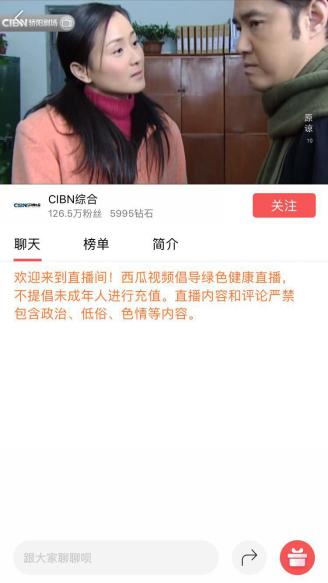 CIBN 骄阳剧场
原谅
10
CIBN综合
126.5万粉丝 5995钻石
关注
聊天 榜单 简介
欢迎来到直播间！西瓜视频倡导绿色健康直播，
不提倡未成年人进行充值。直播内容和评论严禁
包含政治、低俗、色情等内容。
跟大家聊聊呗